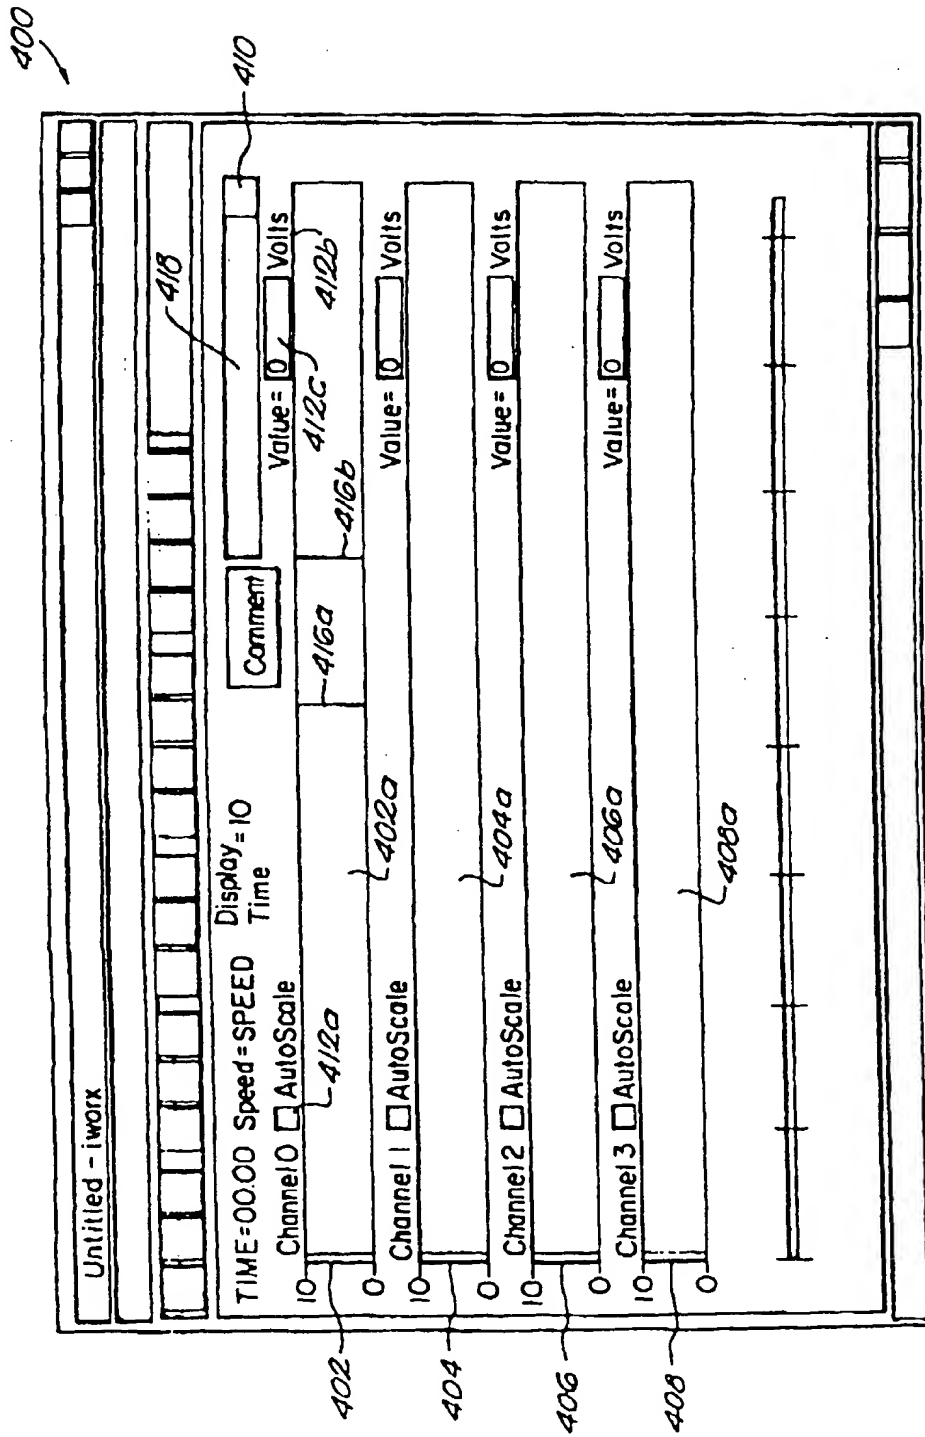 400
Untitled - iworx
418
410
TIME=00.00 Speed=SPEED Display Time =10
Comment
Channel 0 AutoScale
Value= 0 Volts
412a
416a
416b
412c
412b
10
0
402
402a
Channel 1 AutoScale
Value= 0 Volts
10
0
404
404a
Channel 2 AutoScale
Value= 0 Volts
10
0
406
406a
Channel 3 AutoScale
Value= 0 Volts
10
0
408
408a